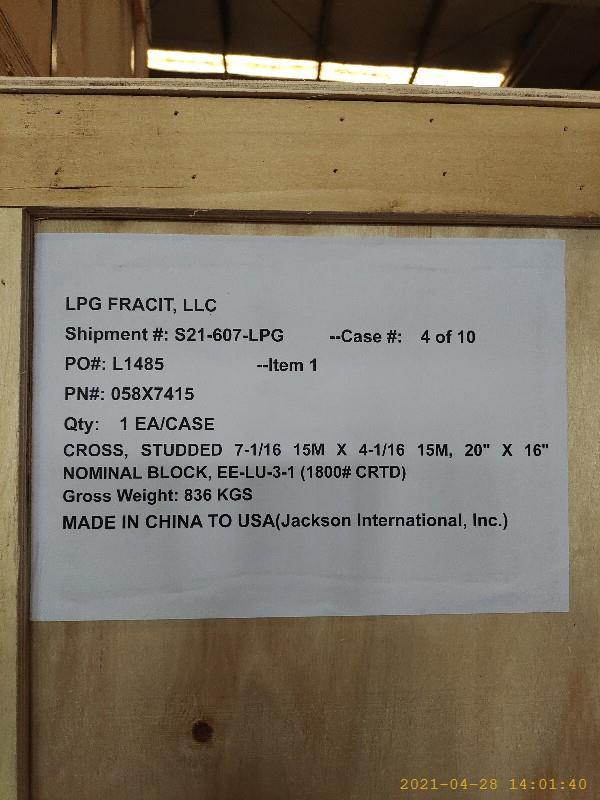 LPG FRACIT, LLC
Shipment #: S21-607-LPG --Case #: 4 of 10
PO#: L1485 --Item 1
PN#: 058X7415
Qty: 1 EA/CASE
CROSS, STUDDED 7-1/16 15M X 4-1/16 15M, 20" X 16"
NOMINAL BLOCK, EE-LU-3-1 (1800# CRTD)
Gross Weight: 836 KGS
MADE IN CHINA TO USA(Jackson International, Inc.)
2021-04-28 14:01:40